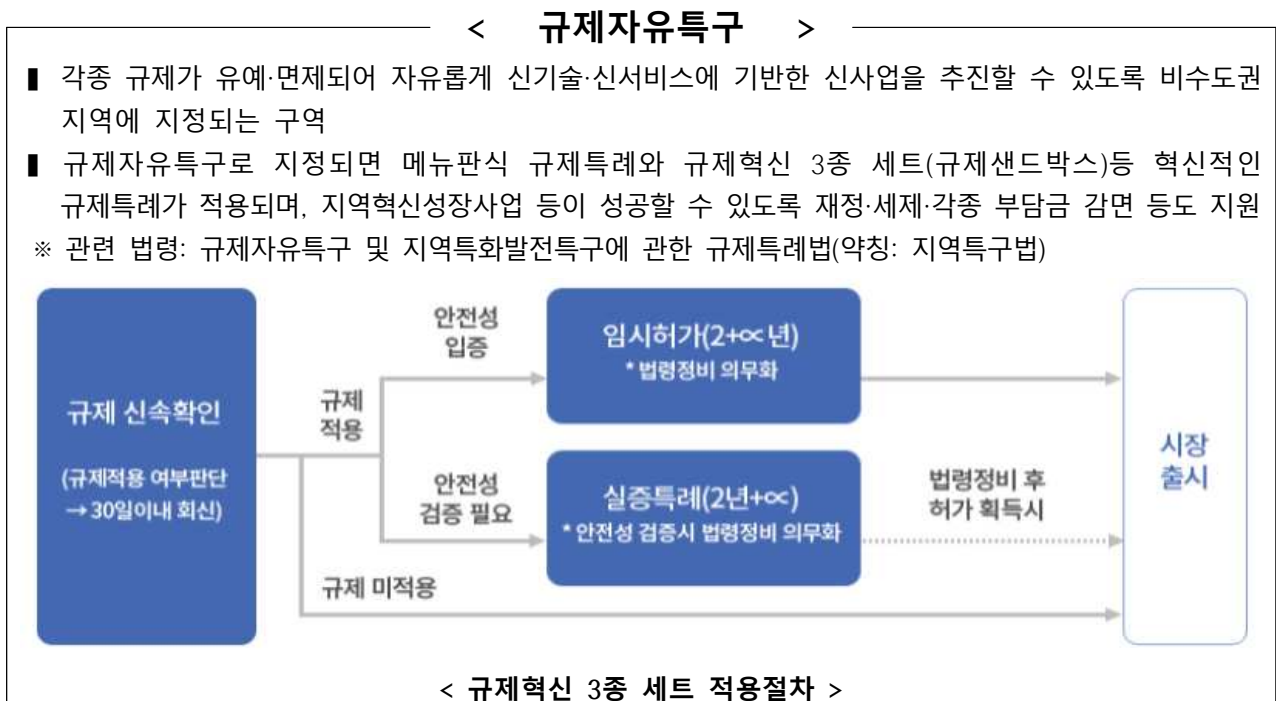 < 규제자유특구 >
▌ 각종 규제가 유예·면제되어 자유롭게 신기술·신서비스에 기반한 신사업을 추진할 수 있도록 비수도권
지역에 지정되는 구역
▌ 규제자유특구로 지정되면 메뉴판식 규제특례와 규제혁신 3종 세트(규제샌드박스)등 혁신적인
규제특례가 적용되며, 지역혁신성장사업 등이 성공할 수 있도록 재정·세제·각종 부담금 감면 등도 지원
※ 관련 법령: 규제자유특구 및 지역특화발전특구에 관한 규제특례법(약칭: 지역특구법)
규제 신속확인
(규제적용 여부판단
→ 30일이내 회신)
규제
적용
안전성
입증
임시허가(2+∝년)
* 법령정비 의무화
안전성
검증 필요
실증특례(2년+∝)
* 안전성 검증시 법령정비 의무화
법령정비 후
허가 획득시
규제 미적용
시장
출시
< 규제혁신 3종 세트 적용절차 >